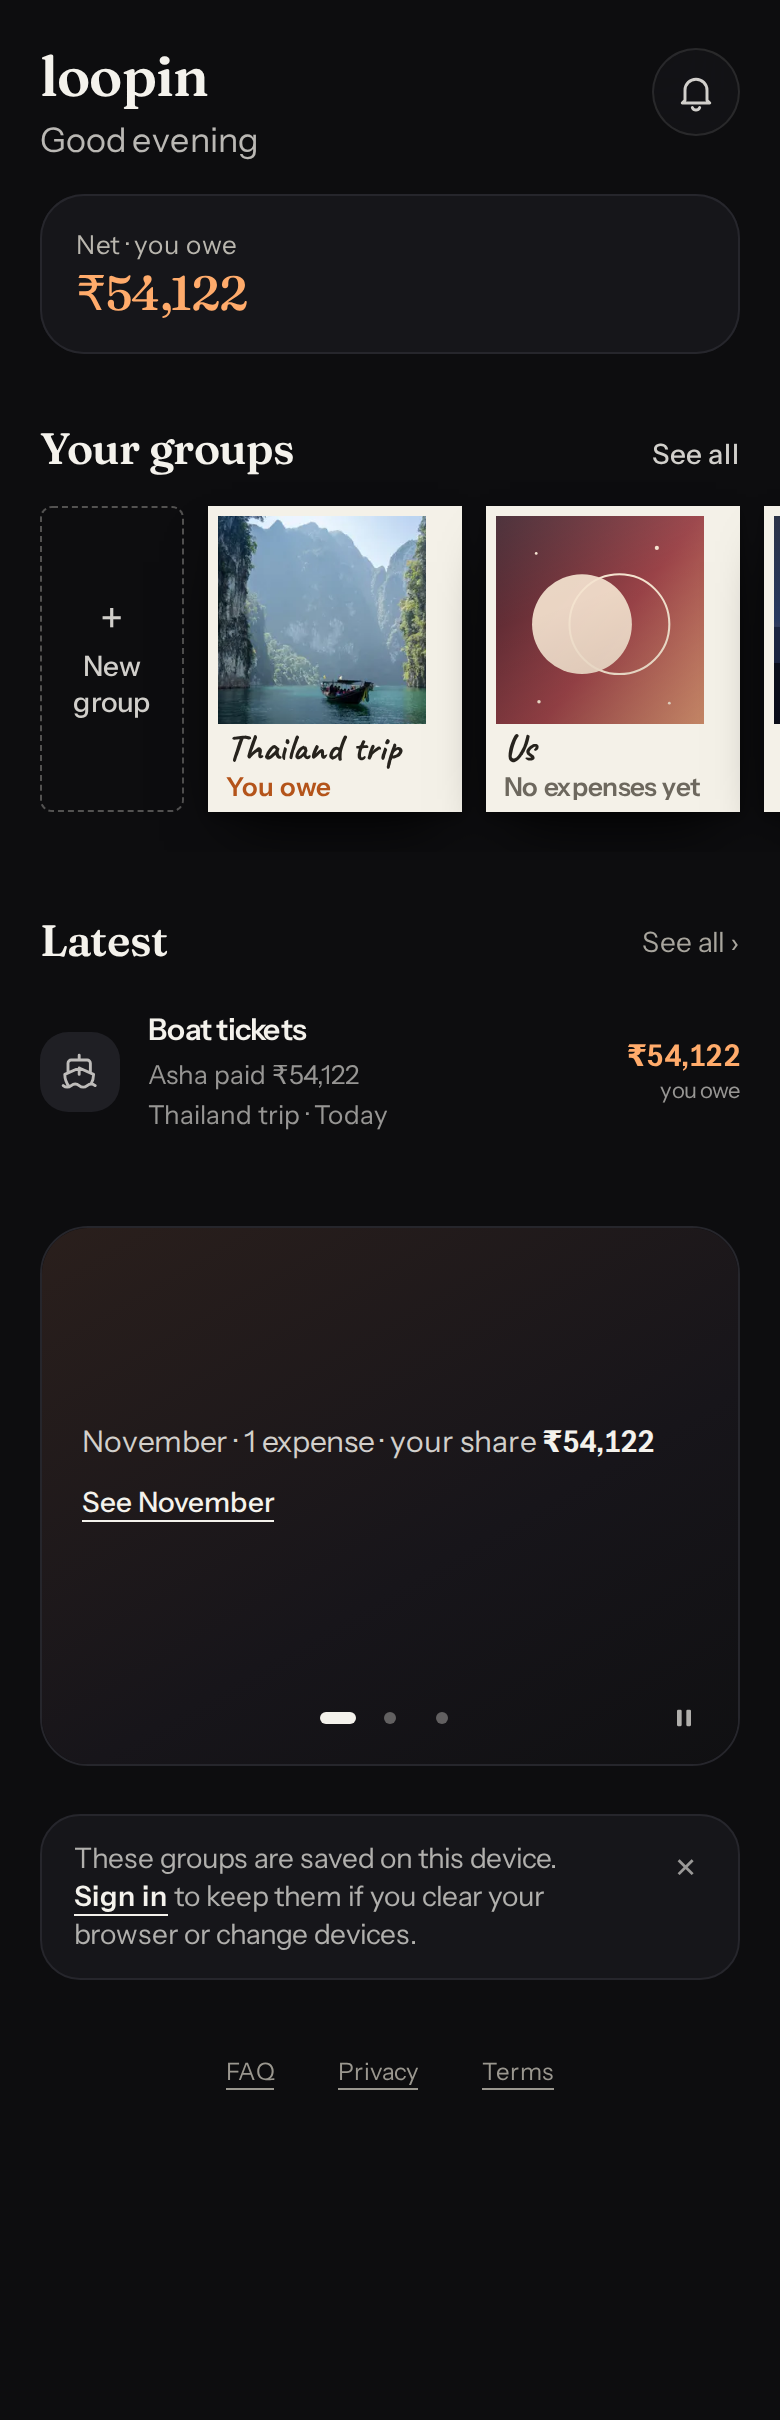 loopin
Good evening
Net · you owe
₹54,122
Your groups
See all
+
New
group
Thailand trip
You owe
Us
No expenses yet
Latest
See all ›
Boat tickets
Asha paid ₹54,122
Thailand trip · Today
₹54,122
you owe
November · 1 expense · your share ₹54,122
See November
These groups are saved on this device.
Sign in to keep them if you clear your
browser or change devices.
FAQ
Privacy
Terms